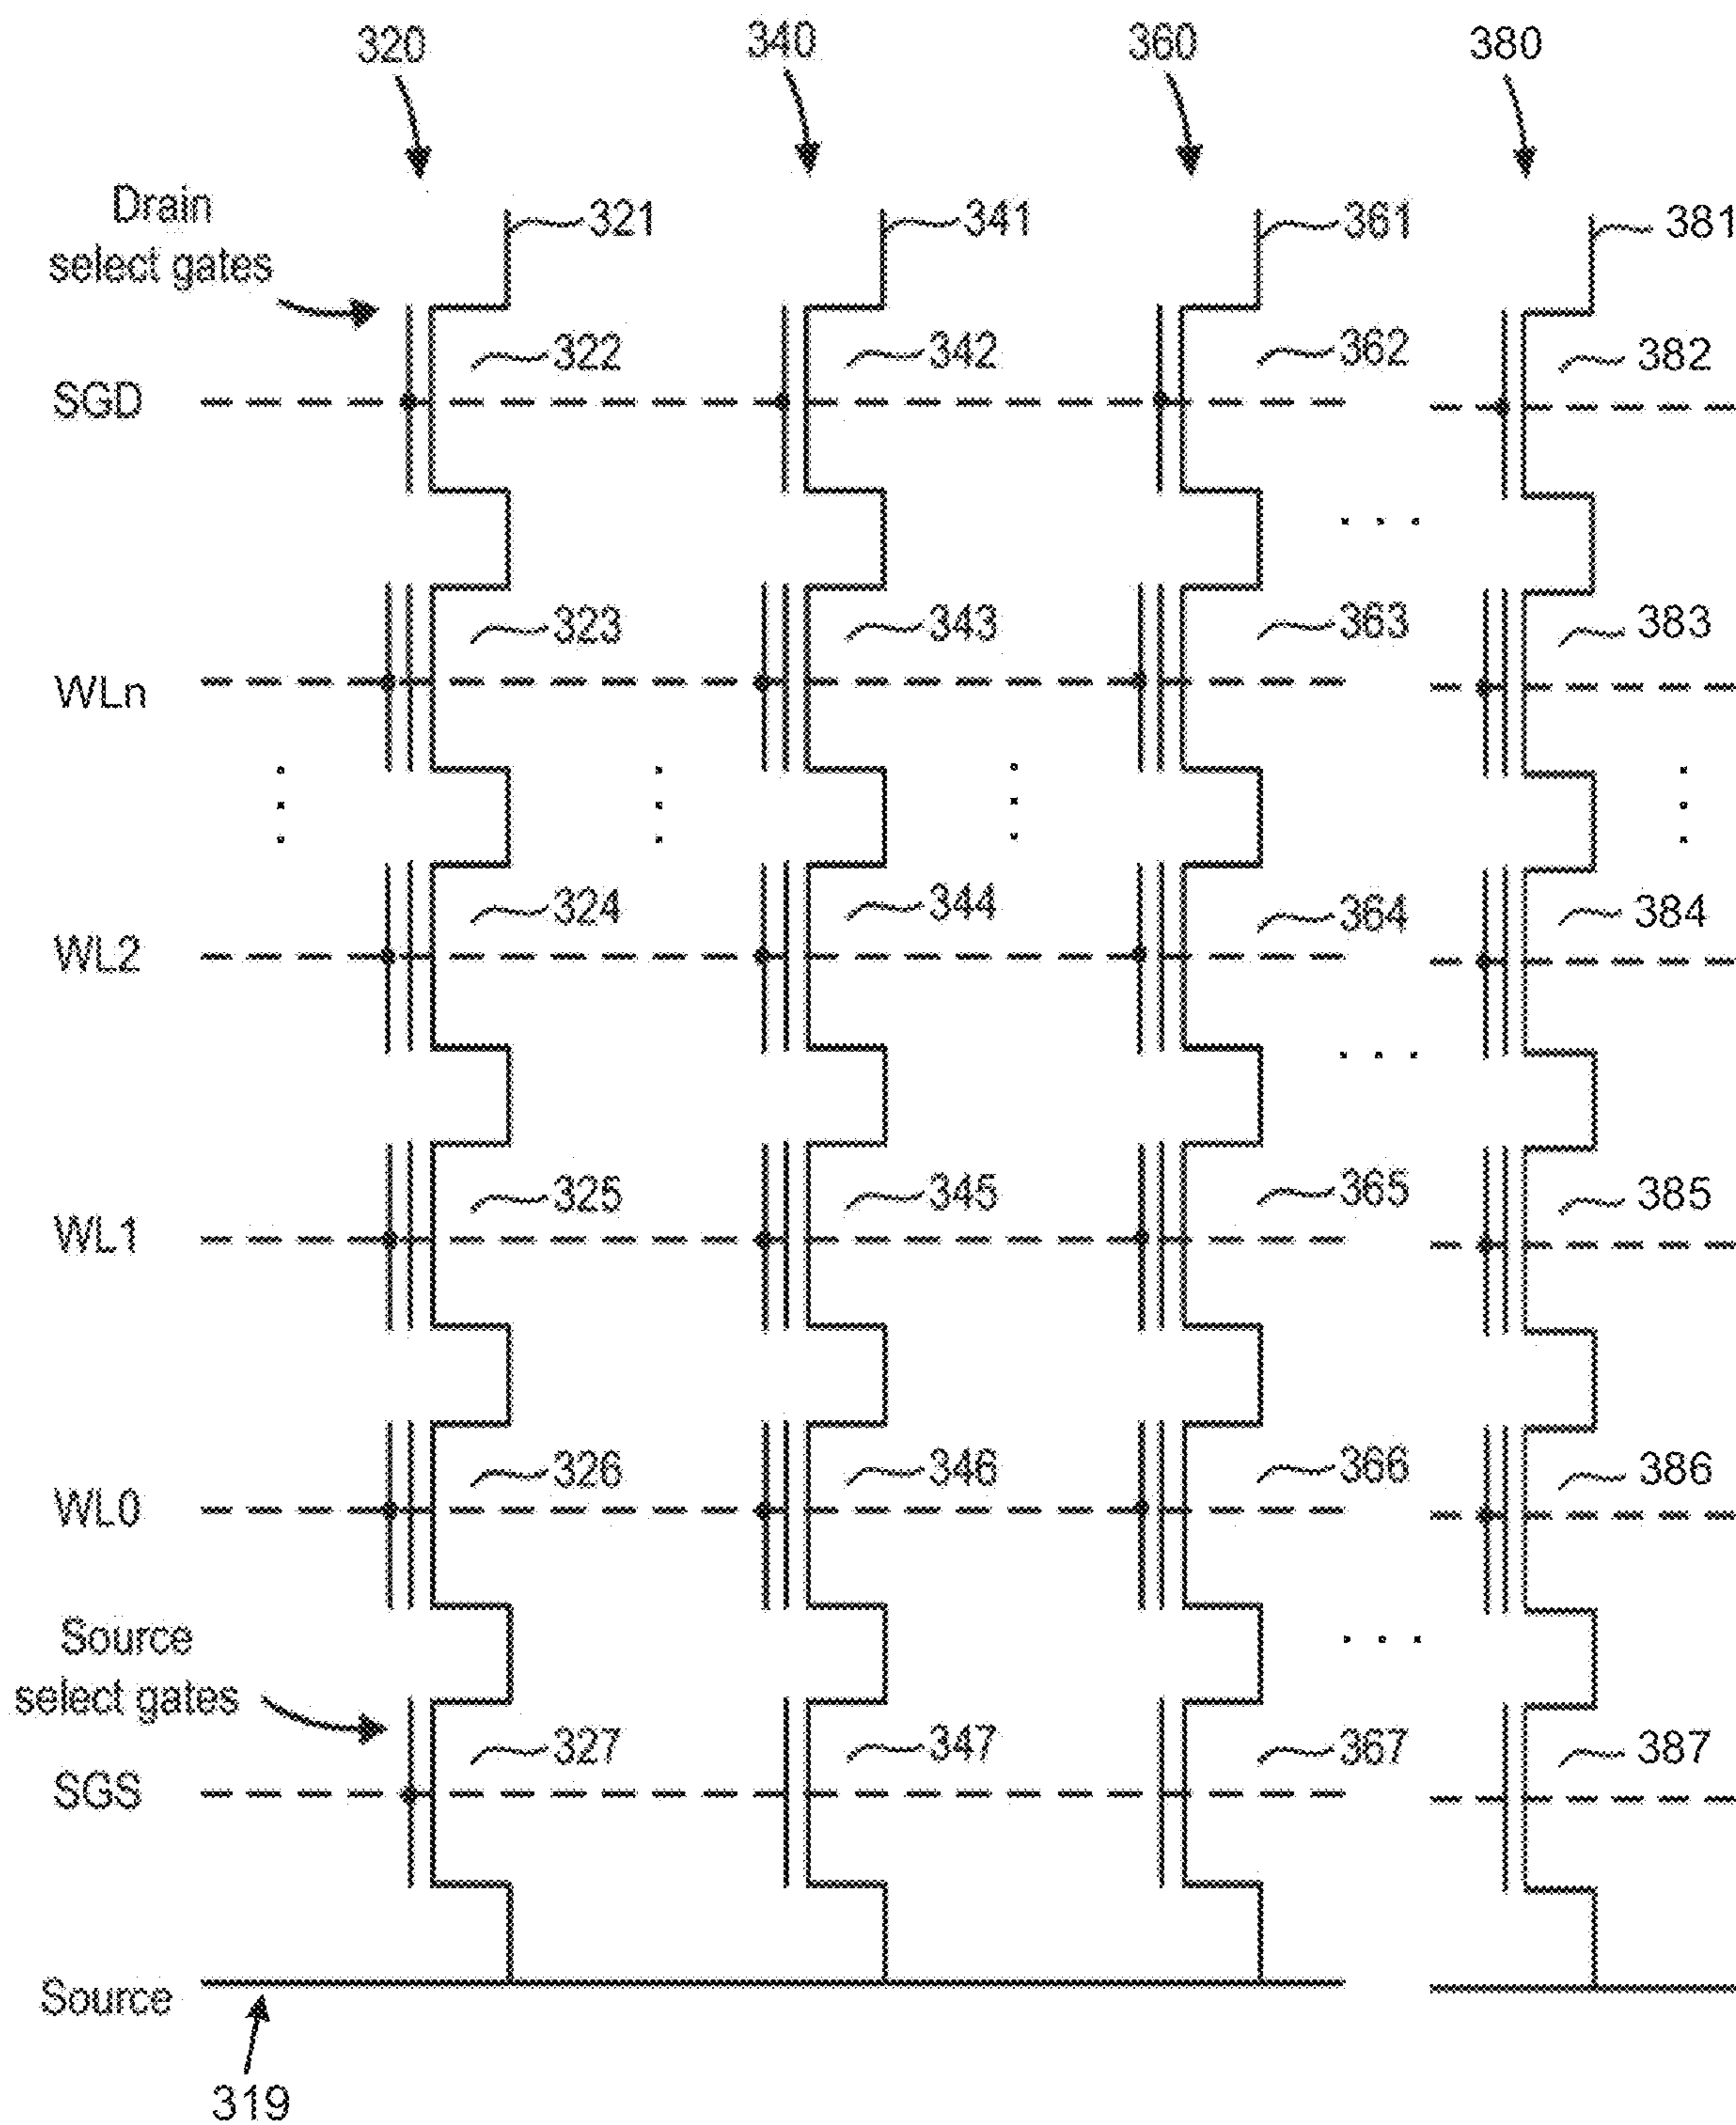 320 340 360 380
Drain
select gates
321 341 361 381
322 342 362 382
SGD
323 343 363 383
WLn
324 344 364 384
WL2
325 345 365 385
WL1
326 346 366 386
WL0
Source
select gates
327 347 367 387
SGS
Source
319